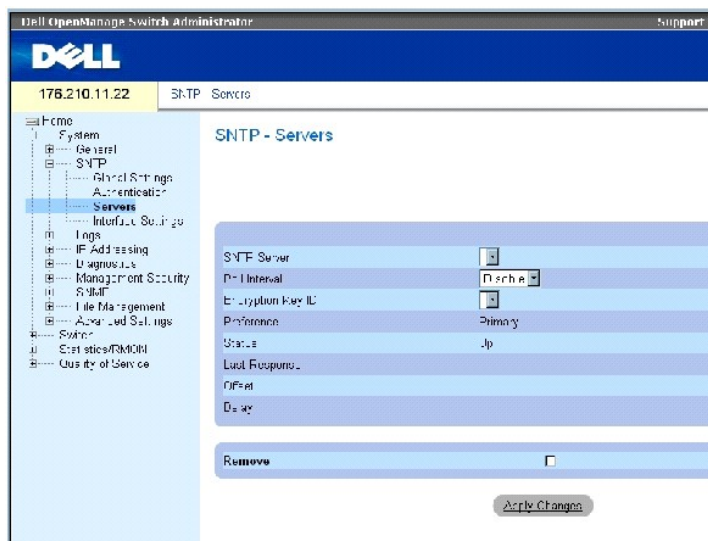 Dell OpenManage Switch Administrator
Support
DELL
176.210.11.22
SNTP Servers
Home
System
General
SNTP
Global Settings
Authentication
Servers
Interface Settings
Logs
IP Addressing
Diagnostics
Management Security
SNMP
File Management
Advanced Settings
Switch
Statistics/RMON
Quality of Service
SNTP - Servers
SNTP Server
Poll Interval Disable
Encryption Key ID
Preference Primary
Status Up
Last Response
Offset
Delay
Remove
Apply Changes